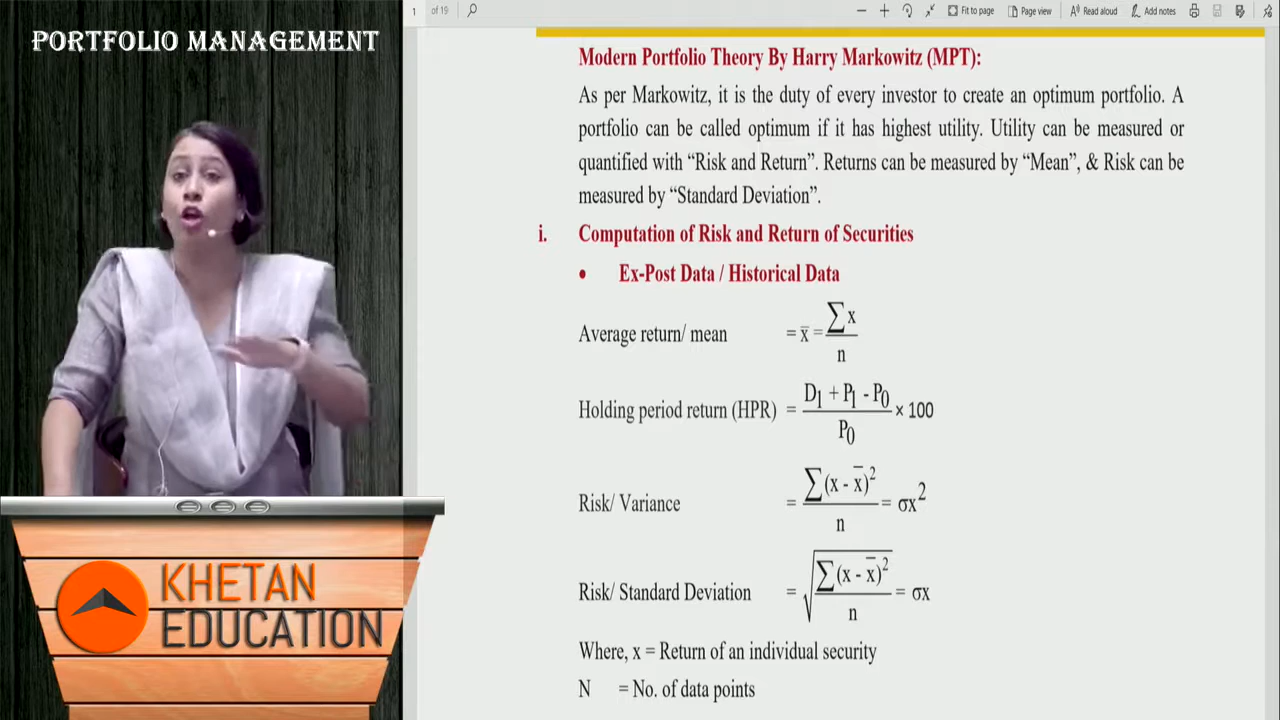 PORTFOLIO MANAGEMENT
1 of 19
Fit to page
Page view
Read aloud
Add notes
Modern Portfolio Theory By Harry Markowitz (MPT):
As per Markowitz, it is the duty of every investor to create an optimum portfolio. A
portfolio can be called optimum if it has highest utility. Utility can be measured or
quantified with “Risk and Return”. Returns can be measured by “Mean”, & Risk can be
measured by “Standard Deviation”.
i. Computation of Risk and Return of Securities
• Ex-Post Data / Historical Data
Average return/ mean = x̄ = ∑x / n
Holding period return (HPR) = D1 + P1 - P0 / P0 × 100
Risk/ Variance = ∑(x - x̄)² / n = σx²
Risk/ Standard Deviation = √ ∑(x - x̄)² / n = σx
Where, x = Return of an individual security
N = No. of data points
KHETAN
EDUCATION